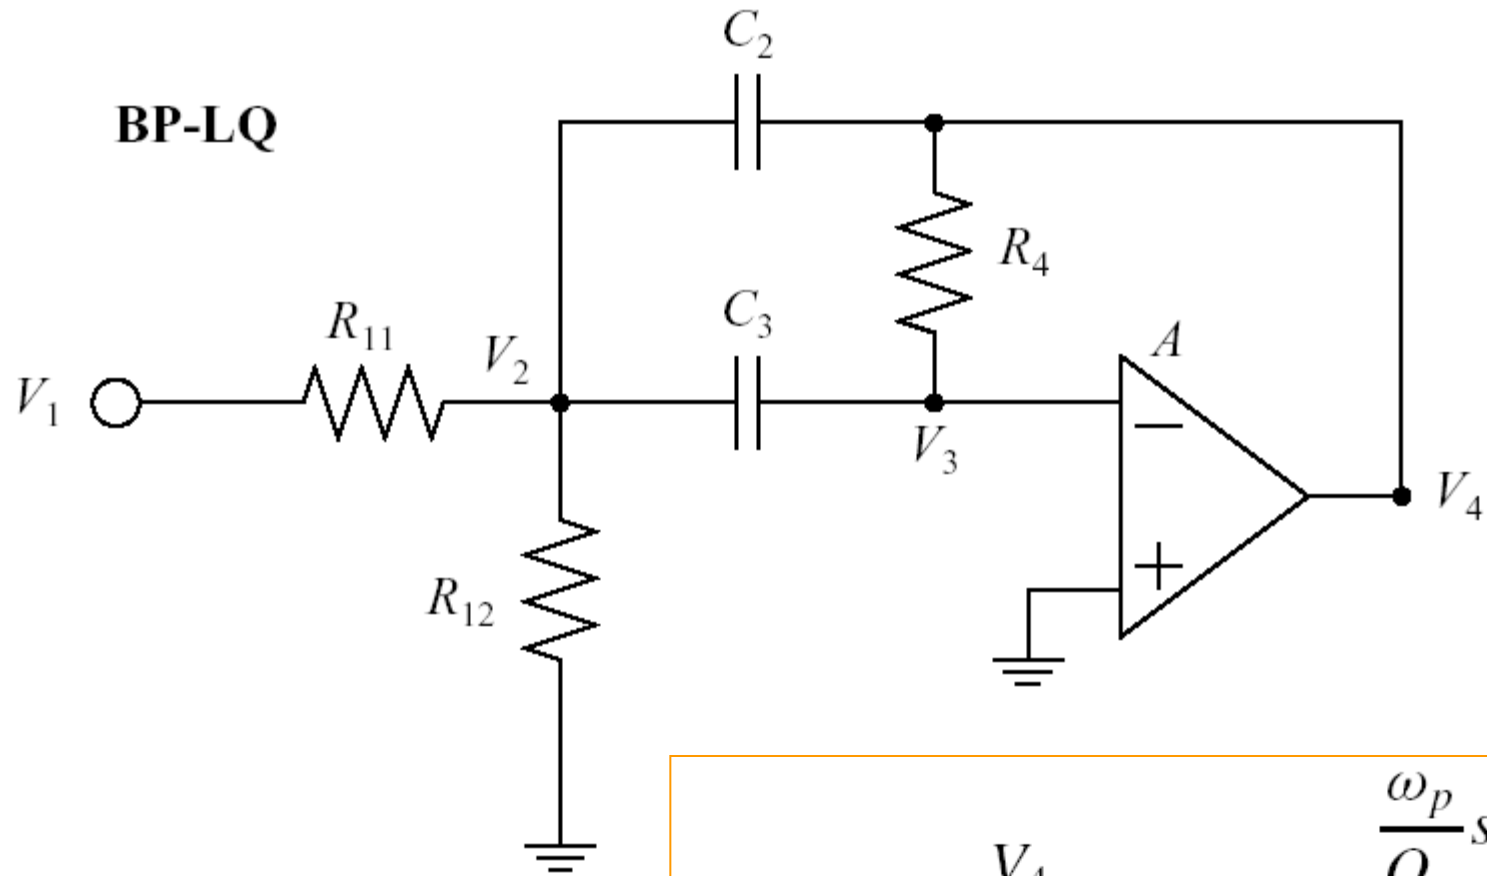 C₂
BP-LQ
R₄
C₃
R₁₁
V₂
A
V₁
−
V₃
V₄
+
R₁₂
ωₚ
s
V₄
Q